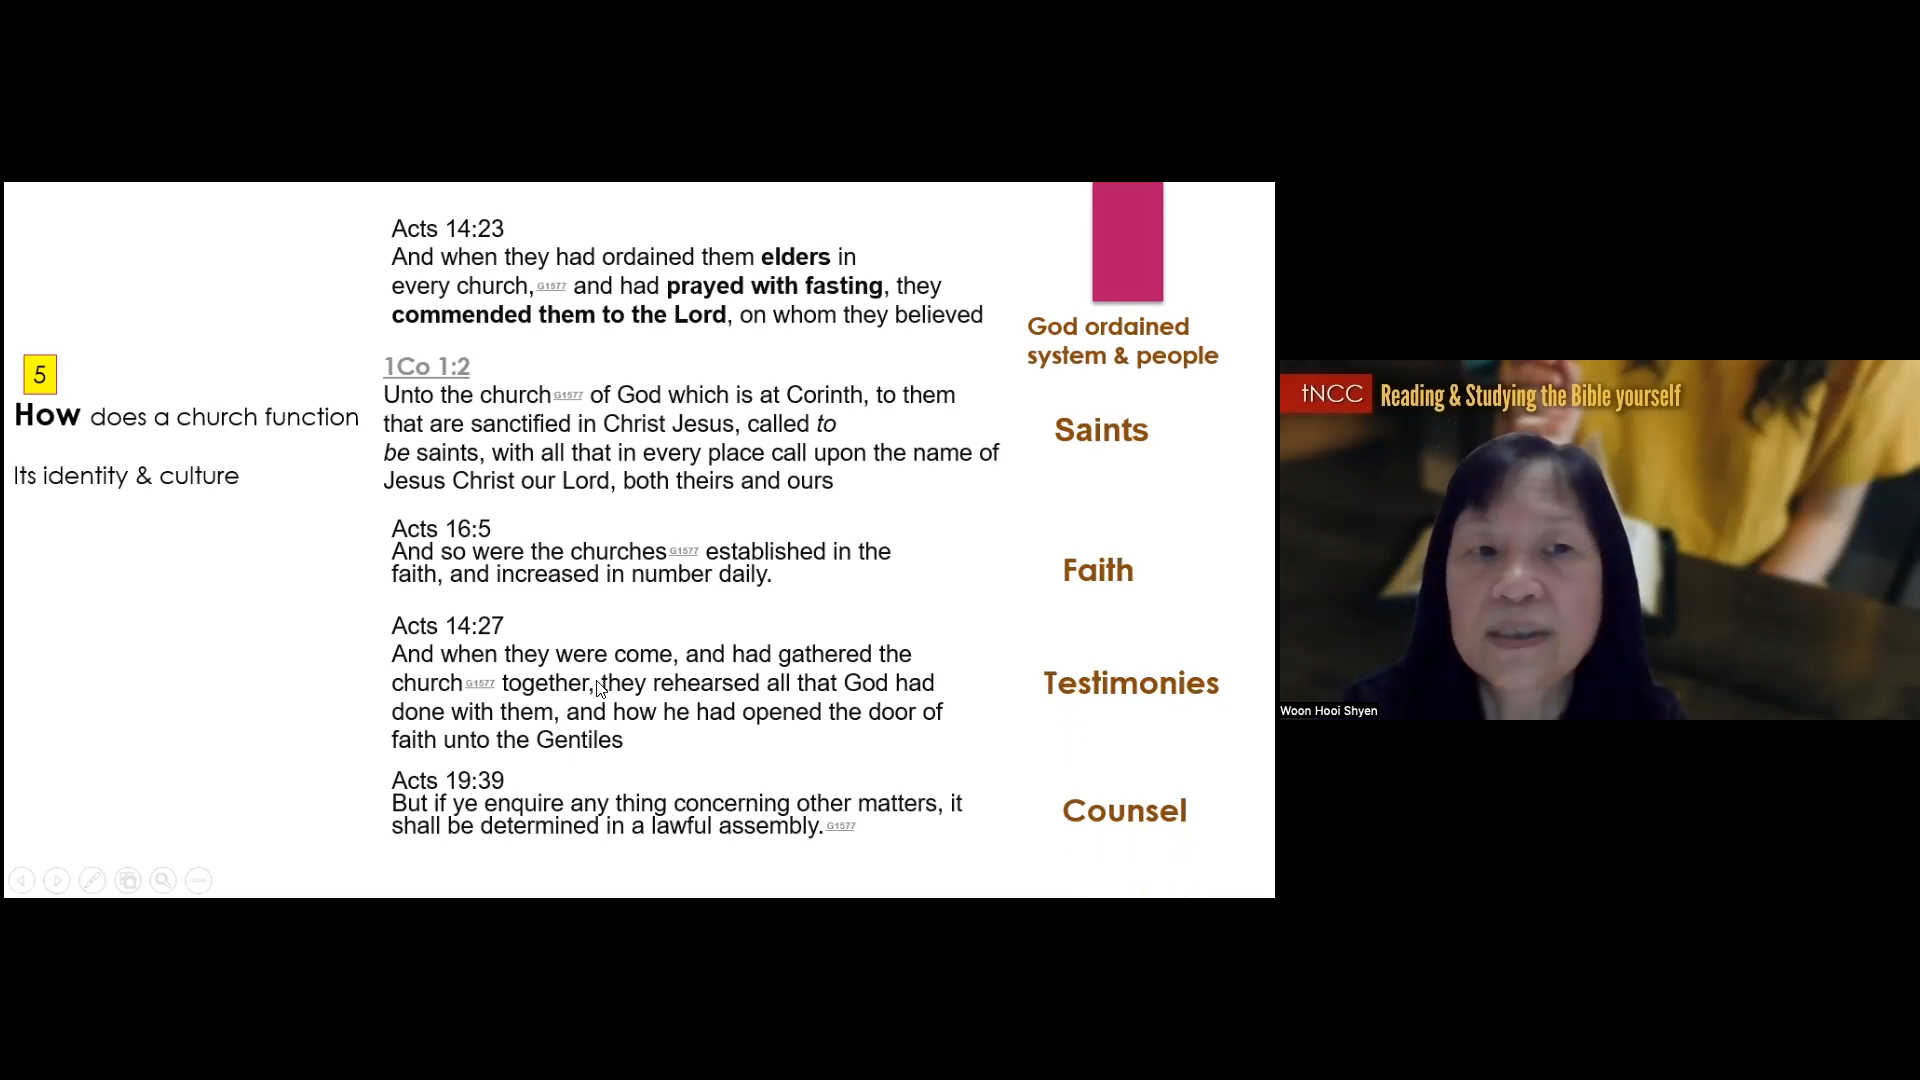 Acts 14:23
And when they had ordained them elders in
every church,G1577 and had prayed with fasting, they
commended them to the Lord, on whom they believed
God ordained
system & people
5
How does a church function
Its identity & culture
1Co 1:2
Unto the churchG1577 of God which is at Corinth, to them
that are sanctified in Christ Jesus, called to
be saints, with all that in every place call upon the name of
Jesus Christ our Lord, both theirs and ours
Saints
Acts 16:5
And so were the churchesG1577 established in the
faith, and increased in number daily.
Faith
Acts 14:27
And when they were come, and had gathered the
churchG1577 together, they rehearsed all that God had
done with them, and how he had opened the door of
faith unto the Gentiles
Testimonies
Acts 19:39
But if ye enquire any thing concerning other matters, it
shall be determined in a lawful assembly.G1577
Counsel
tNCC Reading & Studying the Bible yourself
Woon Hooi Shyen